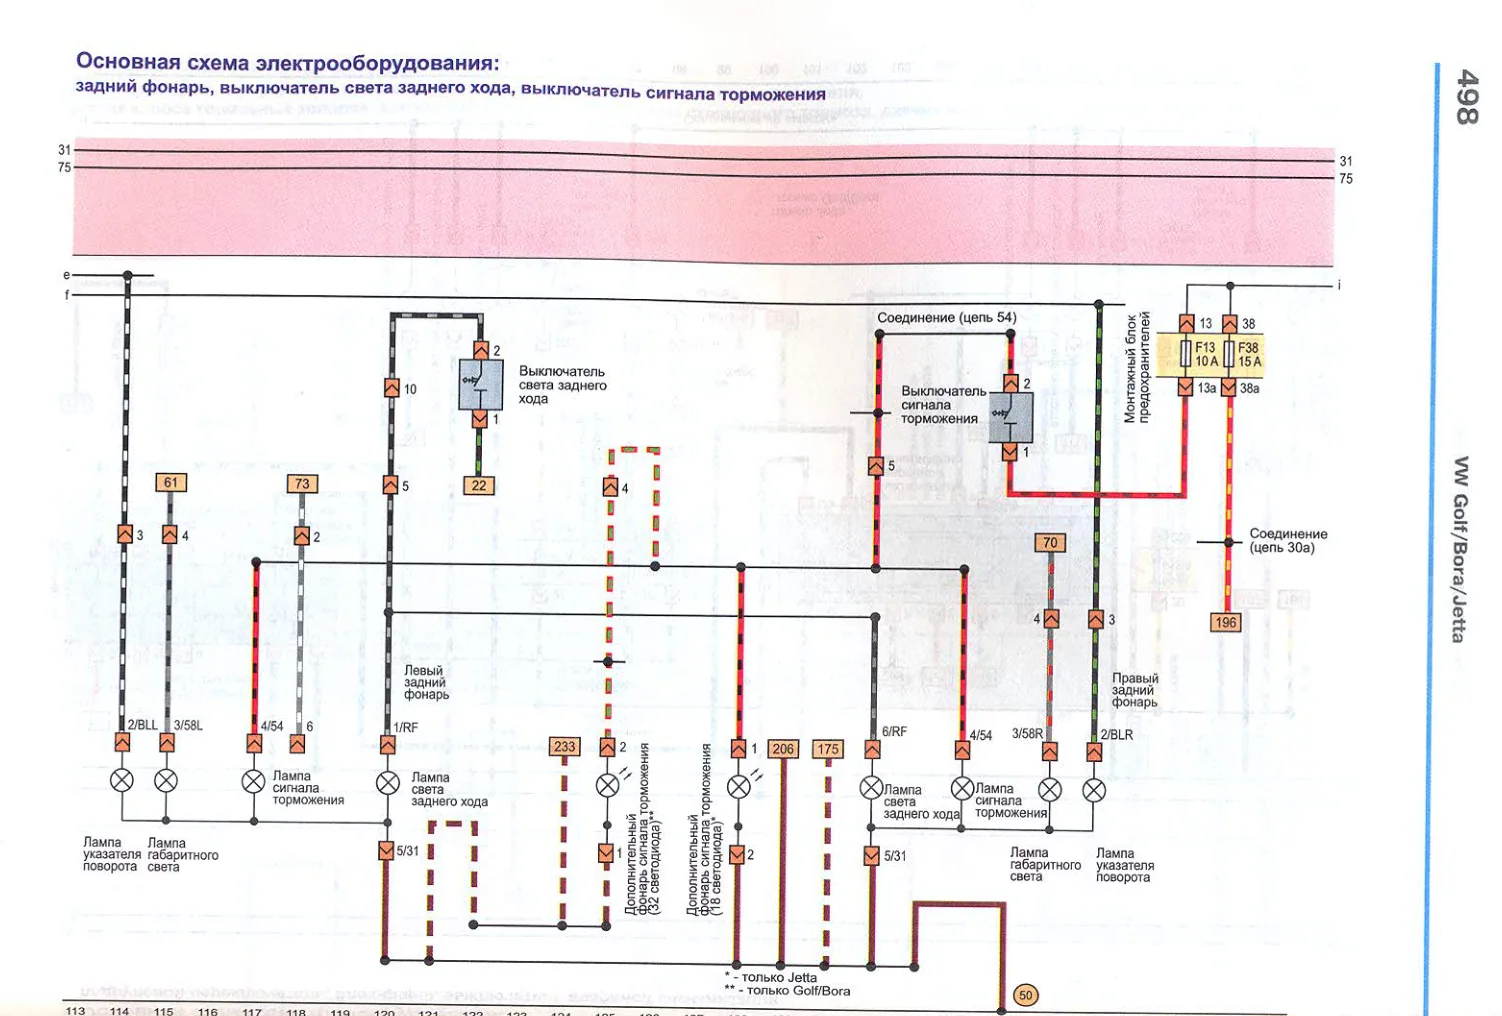 Основная схема электрооборудования:
задний фонарь, выключатель света заднего хода, выключатель сигнала торможения
498
VW Golf/Bora/Jetta
31
75
31
75
e
f
i
Соединение (цепь 54)
Монтажный блок
предохранителей
13
38
F13
10 A
F38
15 A
13a
38a
2
Выключатель
света заднего
хода
1
10
5
22
Выключатель
сигнала
торможения
2
1
5
4
61
73
3
4
2
70
4
3
Соединение
(цепь 30a)
196
Левый
задний
фонарь
Правый
задний
фонарь
2/BLL
3/58L
4/54
6
1/RF
233
2
1
206
175
6/RF
4/54
3/58R
2/BLR
Лампа
сигнала
торможения
Лампа
света
заднего хода
Дополнительный
фонарь сигнала торможения
(32 светодиода)**
Дополнительный
фонарь сигнала торможения
(18 светодиода)*
Лампа
света
заднего хода
Лампа
сигнала
торможения
Лампа
указателя
поворота
Лампа
габаритного
света
5/31
1
2
5/31
Лампа
габаритного
света
Лампа
указателя
поворота
* - только Jetta
** - только Golf/Bora
50
113 114 115 116 117 118 119 120